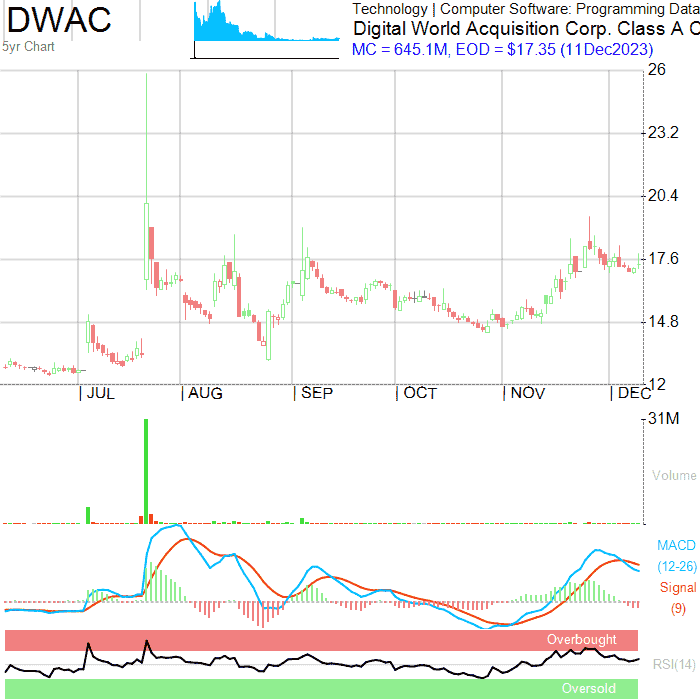 DWAC
5yr Chart
Technology | Computer Software: Programming Data
Digital World Acquisition Corp. Class A C
MC = 645.1M, EOD = $17.35 (11Dec2023)
26
23.2
20.4
17.6
14.8
12
JUL AUG SEP OCT NOV DEC
31M
Volume
MACD
(12-26)
Signal
(9)
Overbought
RSI(14)
Oversold